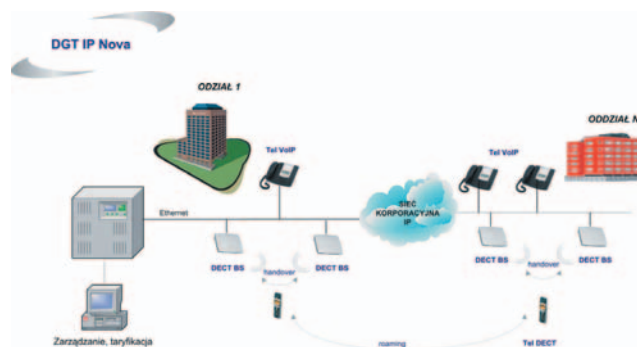 DGT IP Nova
ODZIAŁ 1
ODDZIAŁ N
Tel VoIP
Tel VoIP
Ethernet
SIEĆ
KORPORACYJNA
IP
DECT BS
DECT BS
DECT BS
DECT BS
handover
handover
Zarządzanie, taryfikacja
roaming
Tel DECT